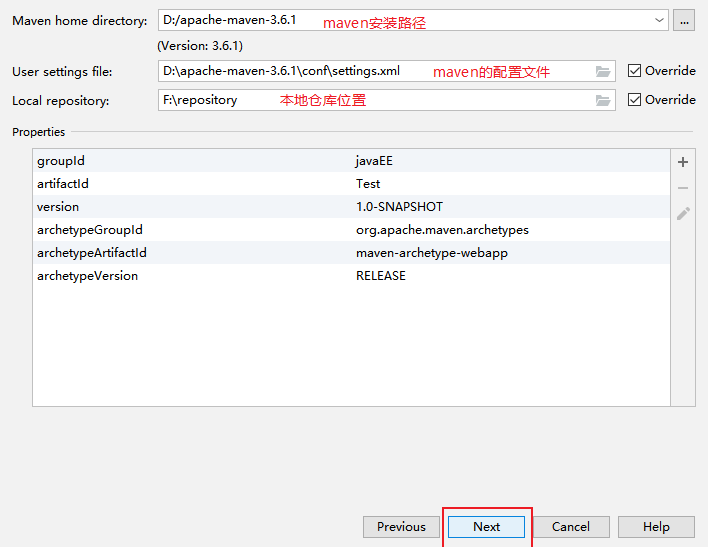 Maven home directory: D:/apache-maven-3.6.1 maven安装路径 ...
(Version: 3.6.1)
User settings file: D:\apache-maven-3.6.1\conf\settings.xml maven的配置文件 Override
Local repository: F:\repository 本地仓库位置 Override
Properties
groupId javaEE
artifactId Test
version 1.0-SNAPSHOT
archetypeGroupId org.apache.maven.archetypes
archetypeArtifactId maven-archetype-webapp
archetypeVersion RELEASE
Previous Next Cancel Help